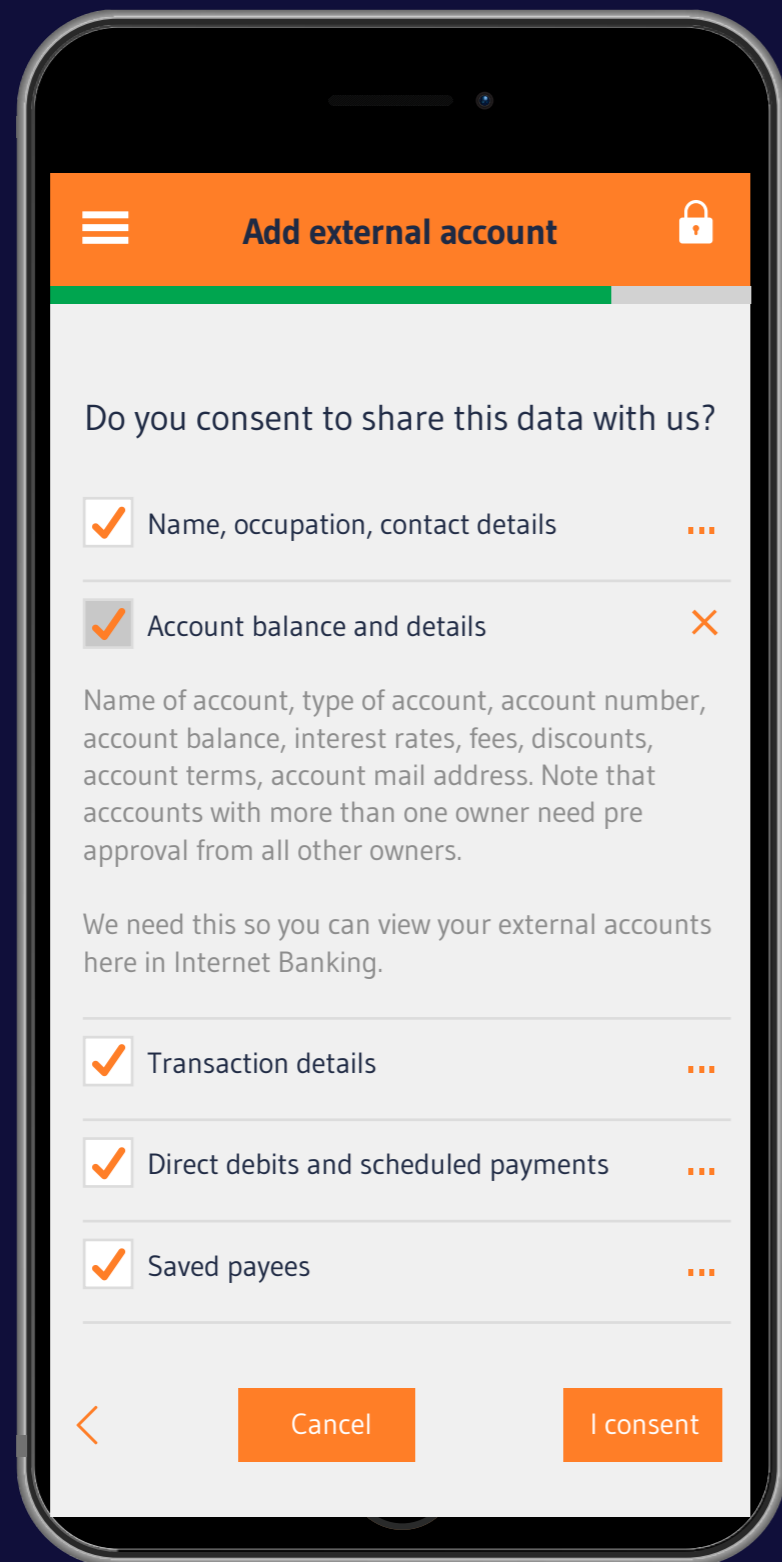 Add external account
Do you consent to share this data with us?
Name, occupation, contact details
...
Account balance and details
Name of account, type of account, account number,
account balance, interest rates, fees, discounts,
account terms, account mail address. Note that
acccounts with more than one owner need pre
approval from all other owners.
We need this so you can view your external accounts
here in Internet Banking.
Transaction details
...
Direct debits and scheduled payments
...
Saved payees
...
Cancel
I consent